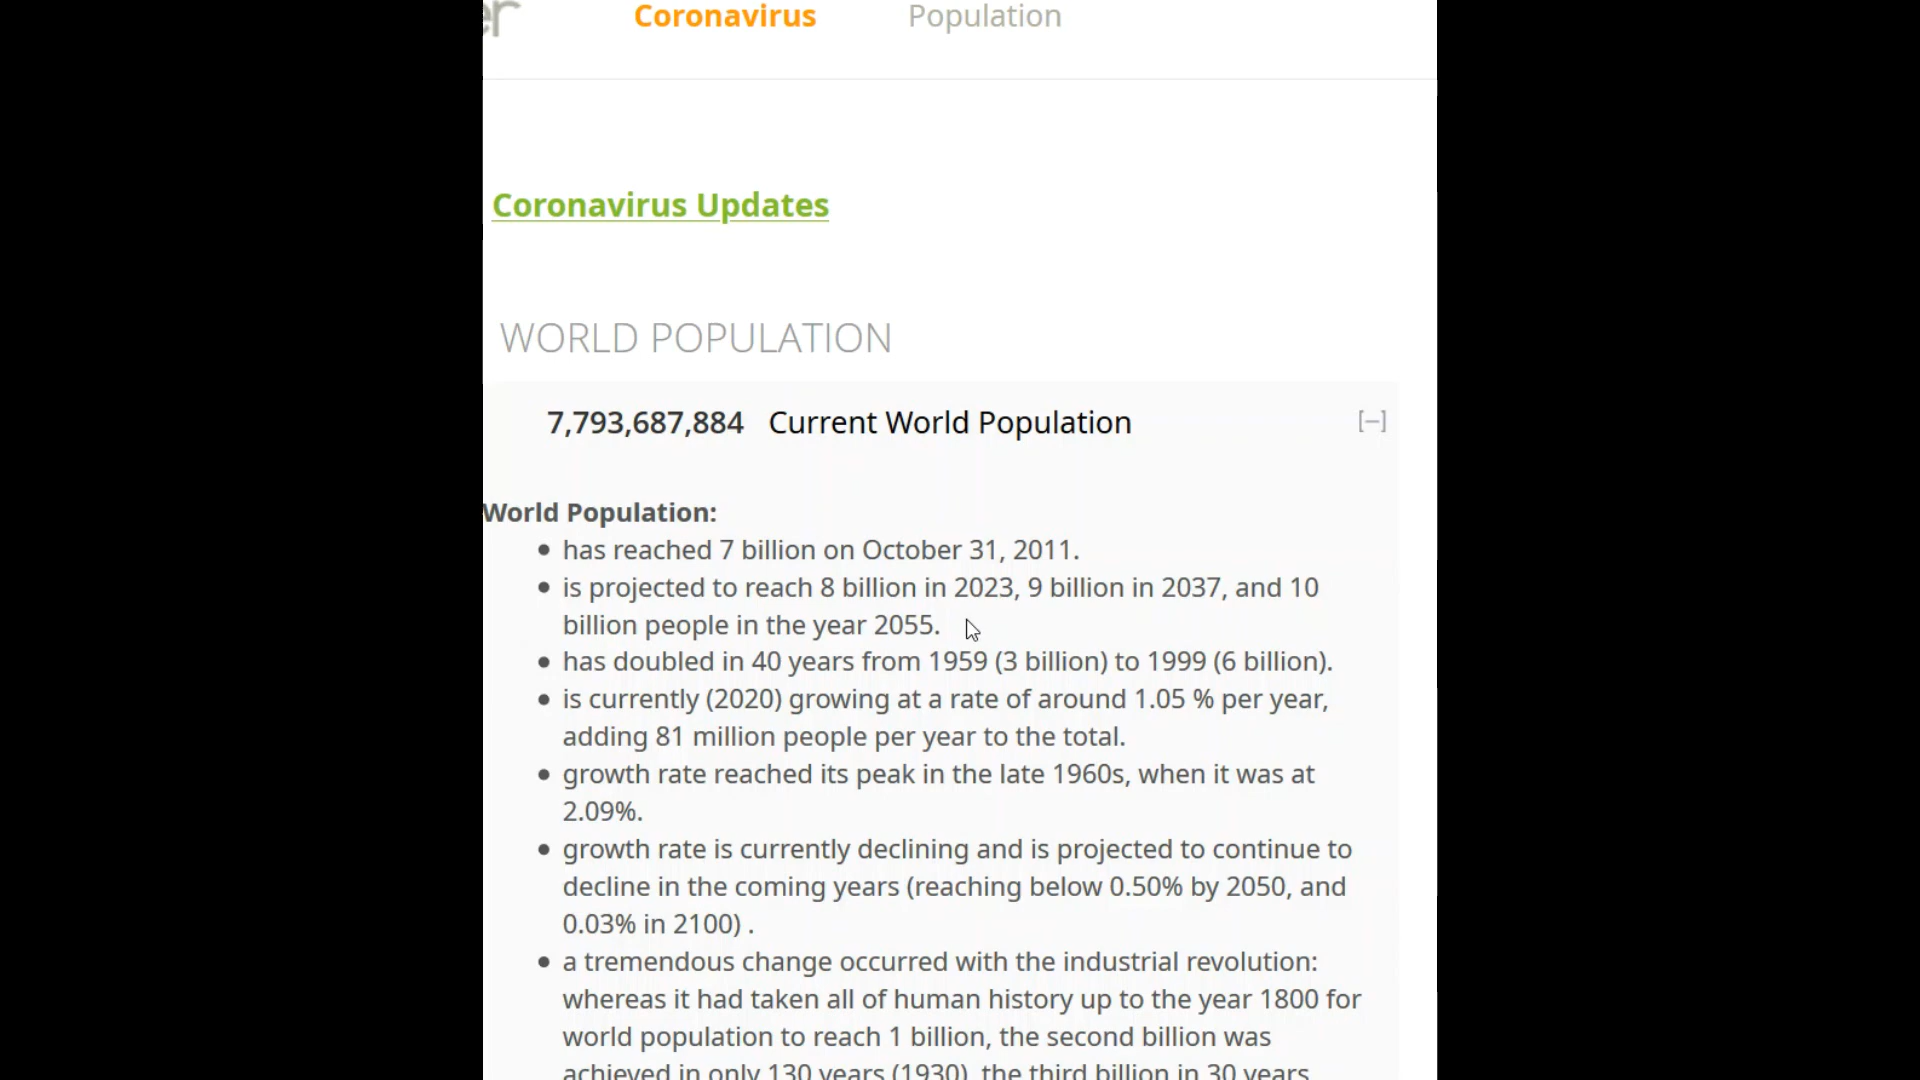 er Coronavirus Population
Coronavirus Updates
WORLD POPULATION
7,793,687,884 Current World Population [−]
World Population:
• has reached 7 billion on October 31, 2011.
• is projected to reach 8 billion in 2023, 9 billion in 2037, and 10
billion people in the year 2055.
• has doubled in 40 years from 1959 (3 billion) to 1999 (6 billion).
• is currently (2020) growing at a rate of around 1.05 % per year,
adding 81 million people per year to the total.
• growth rate reached its peak in the late 1960s, when it was at
2.09%.
• growth rate is currently declining and is projected to continue to
decline in the coming years (reaching below 0.50% by 2050, and
0.03% in 2100) .
• a tremendous change occurred with the industrial revolution:
whereas it had taken all of human history up to the year 1800 for
world population to reach 1 billion, the second billion was
achieved in only 130 years (1930), the third billion in 30 years